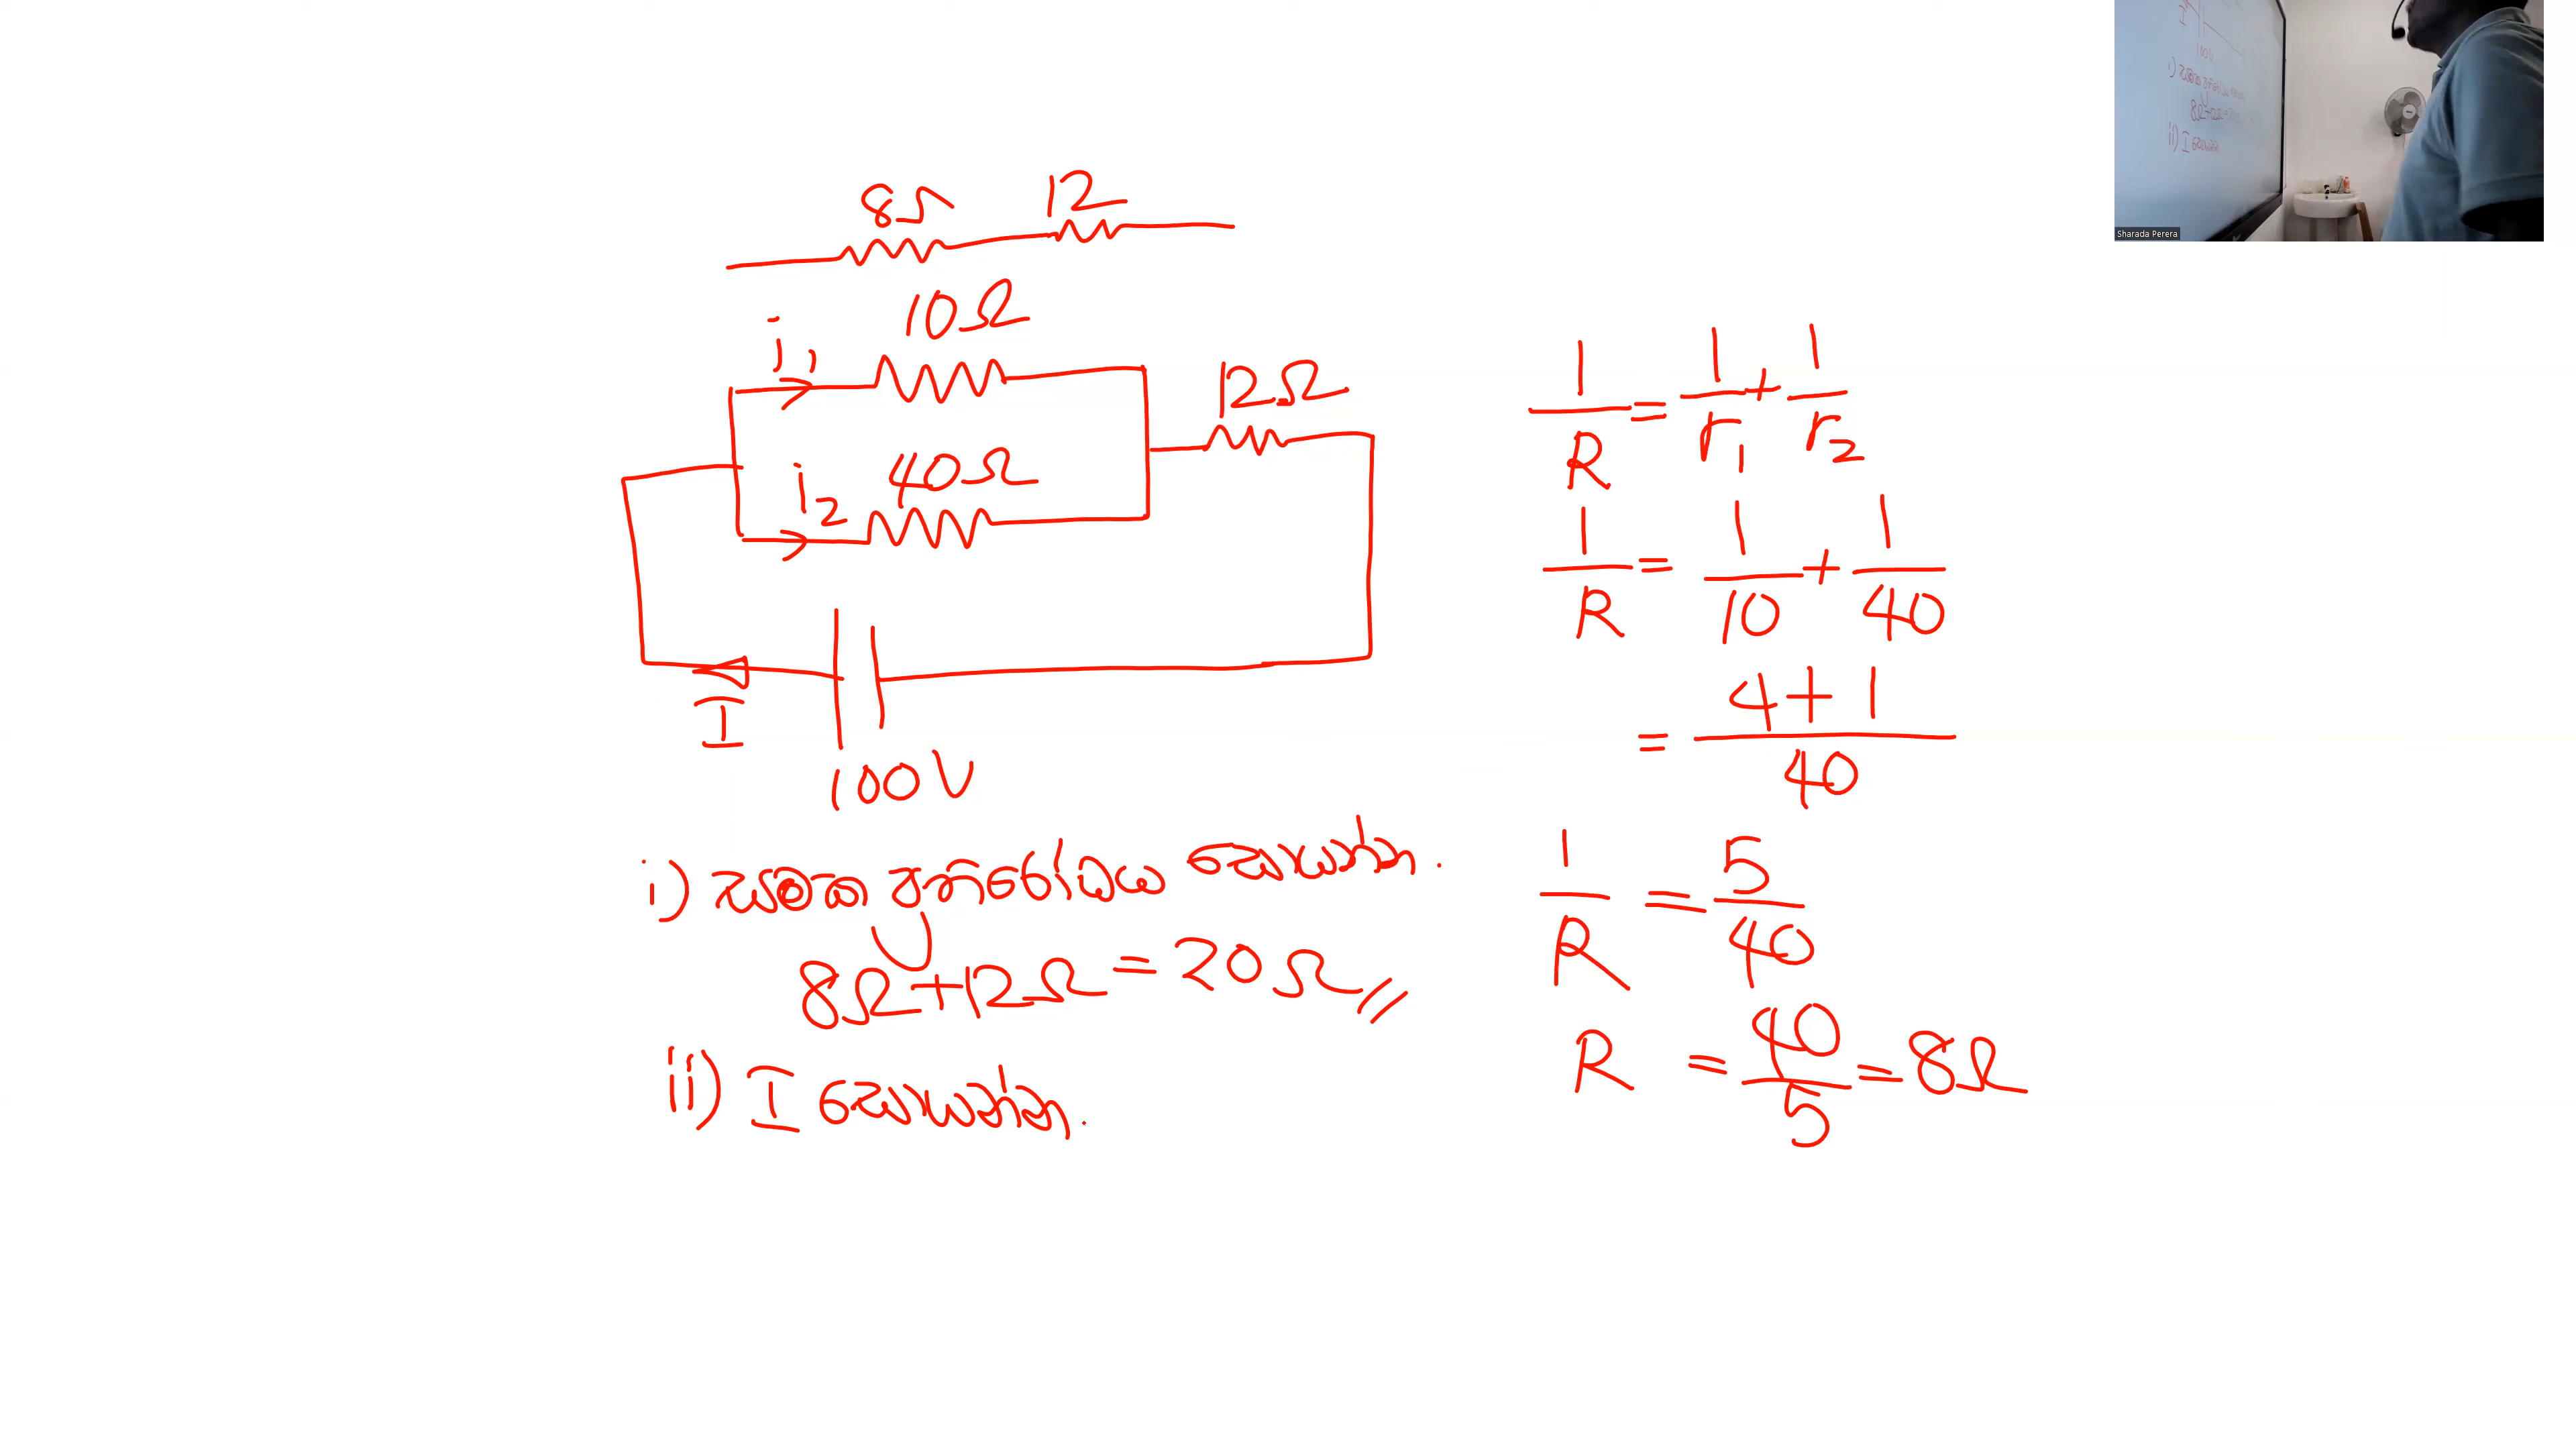 8Ω 12
10Ω
i₁
12Ω
40Ω
i₂
I
100V
i) සමක ප්‍රතිරෝධය සොයන්න.
8Ω+12Ω = 20Ω //
ii) I සොයන්න.
1/R = 1/r₁ + 1/r₂
1/R = 1/10 + 1/40
= 4+1/40
1/R = 5/40
R = 40/5 = 8Ω
Sharada Perera